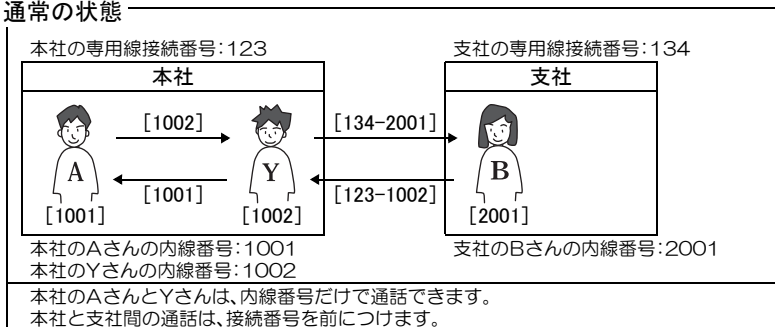 通常の状態
本社の専用線接続番号:123
支社の専用線接続番号:134
本社
支社
[1002]
[134-2001]
A
Y
B
[1001]
[123-1002]
[1001]
[1002]
[2001]
本社のAさんの内線番号:1001
支社のBさんの内線番号:2001
本社のYさんの内線番号:1002
本社のAさんとYさんは、内線番号だけで通話できます。
本社と支社間の通話は、接続番号を前につけます。